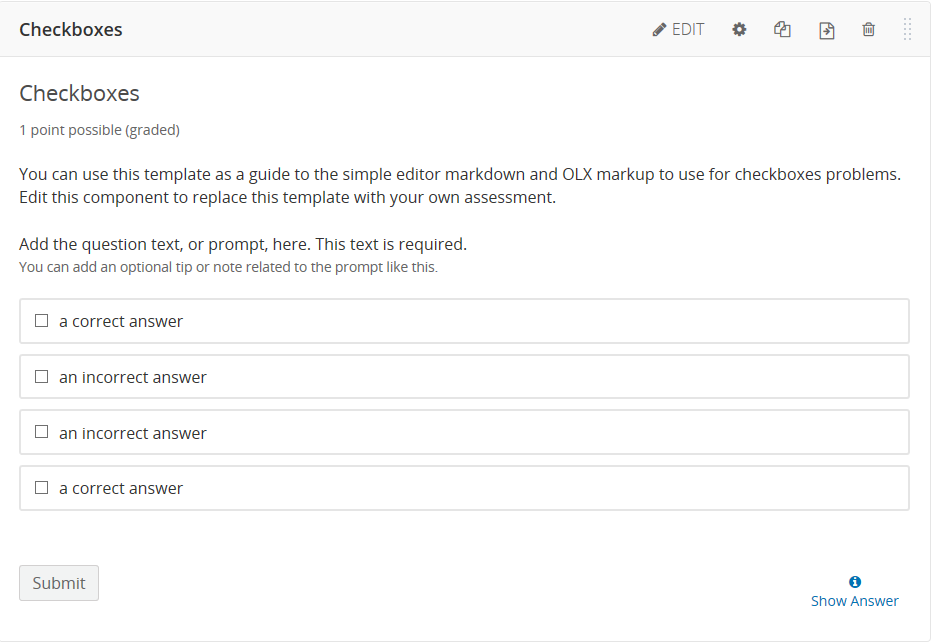 Checkboxes
EDIT
Checkboxes
1 point possible (graded)
You can use this template as a guide to the simple editor markdown and OLX markup to use for checkboxes problems.
Edit this component to replace this template with your own assessment.
Add the question text, or prompt, here. This text is required.
You can add an optional tip or note related to the prompt like this.
a correct answer
an incorrect answer
an incorrect answer
a correct answer
Submit
Show Answer